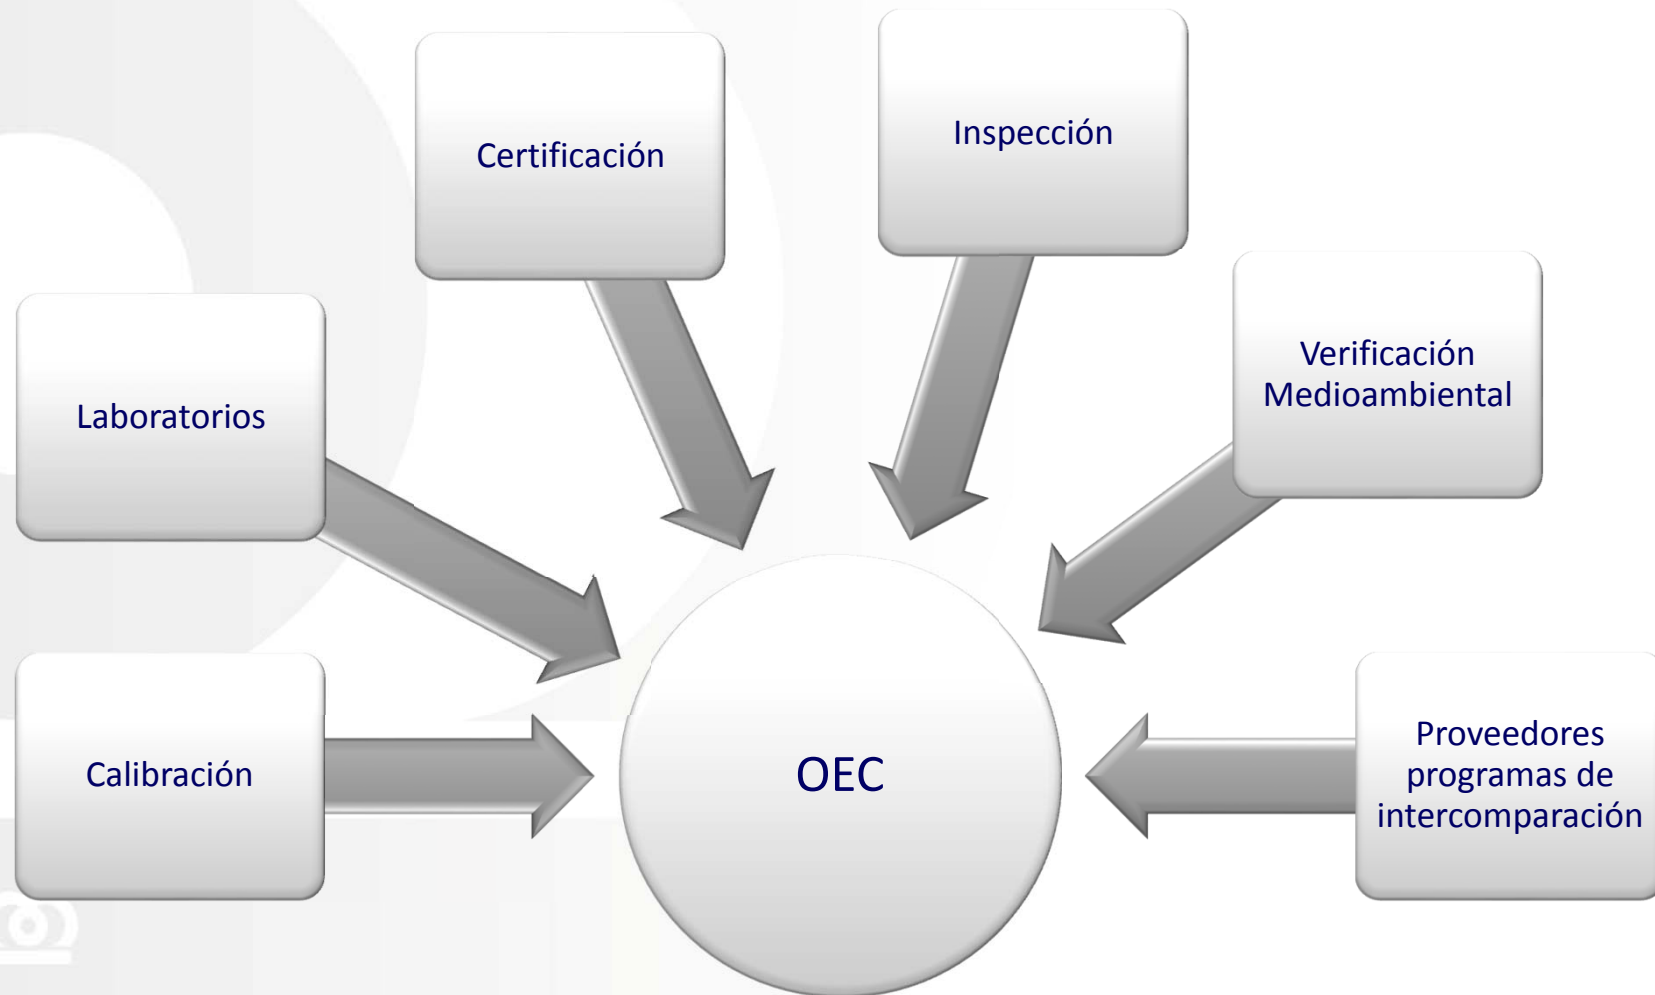 Certificación
Inspección
Laboratorios
Verificación
Medioambiental
Calibración
OEC
Proveedores
programas de
intercomparación